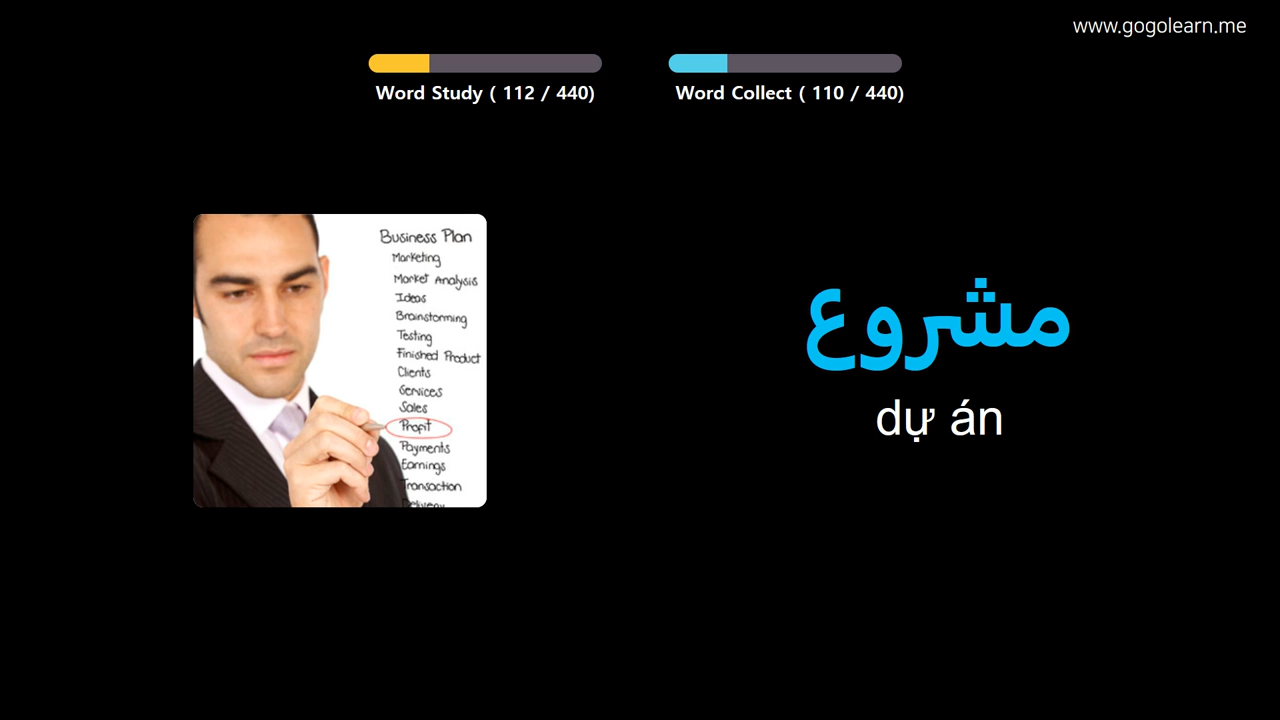 www.gogolearn.me
Word Study ( 112 / 440)
Word Collect ( 110 / 440)
Business Plan
Marketing
Market Analysis
Ideas
Brainstorming
Testing
Finished Product
Clients
Services
Sales
Profit
Payments
Earnings
Transaction
Delivery
مشروع
dự án